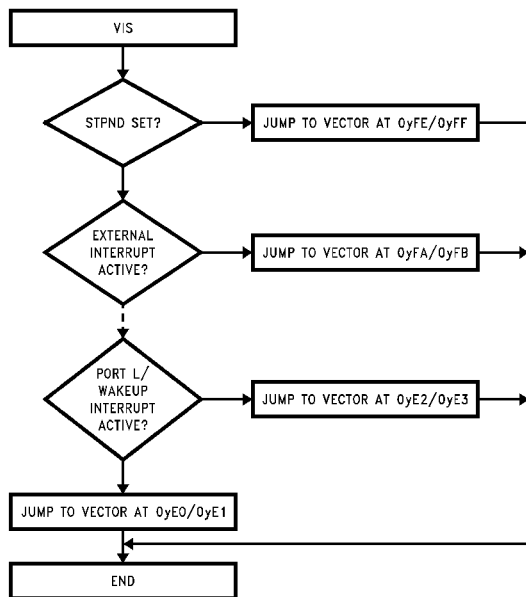 VIS
STPND SET?
JUMP TO VECTOR AT 0yFE/0yFF
EXTERNAL
INTERRUPT
ACTIVE?
JUMP TO VECTOR AT 0yFA/0yFB
PORT L/
WAKEUP
INTERRUPT
ACTIVE?
JUMP TO VECTOR AT 0yE2/0yE3
JUMP TO VECTOR AT 0yE0/0yE1
END